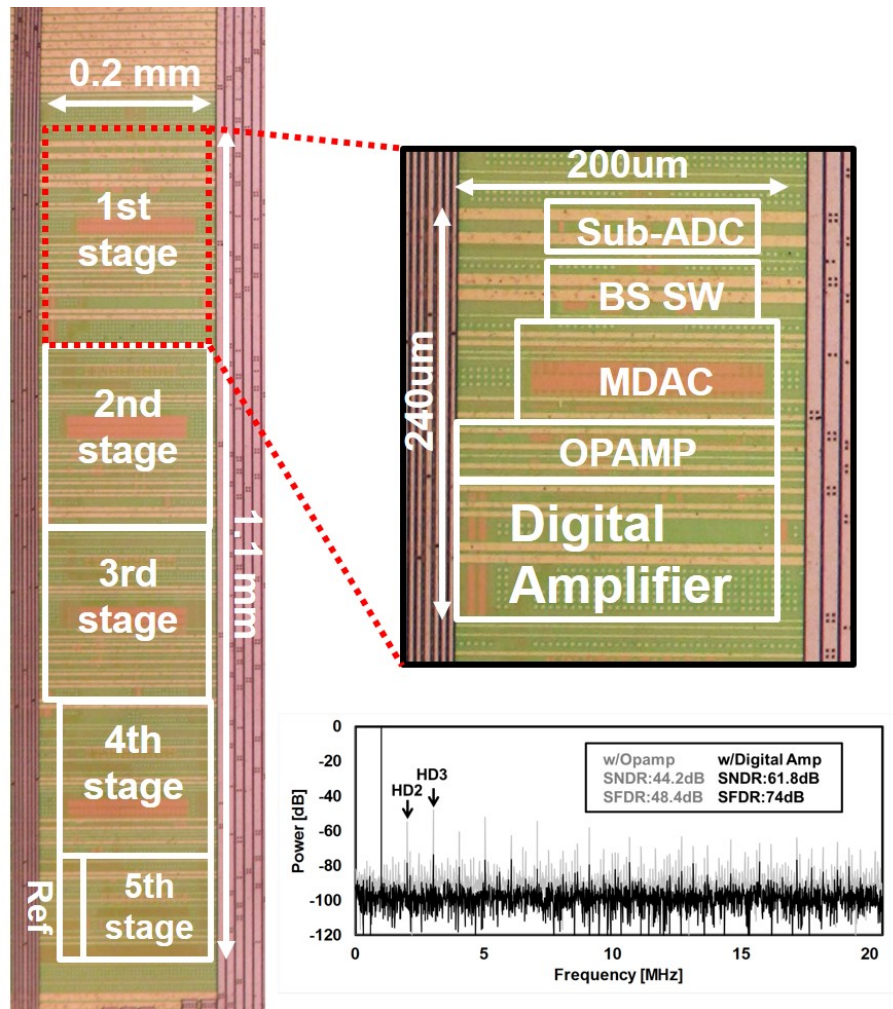 0.2 mm
1st
stage
2nd
stage
1.1 mm
3rd
stage
4th
stage
Ref
5th
stage
200um
240um
Sub-ADC
BS SW
MDAC
OPAMP
Digital
Amplifier
w/Opamp w/Digital Amp
SNDR:44.2dB SNDR:61.8dB
SFDR:48.4dB SFDR:74dB
HD2
HD3
Power [dB]
0
-20
-40
-60
-80
-100
-120
0 5 10 15 20
Frequency [MHz]